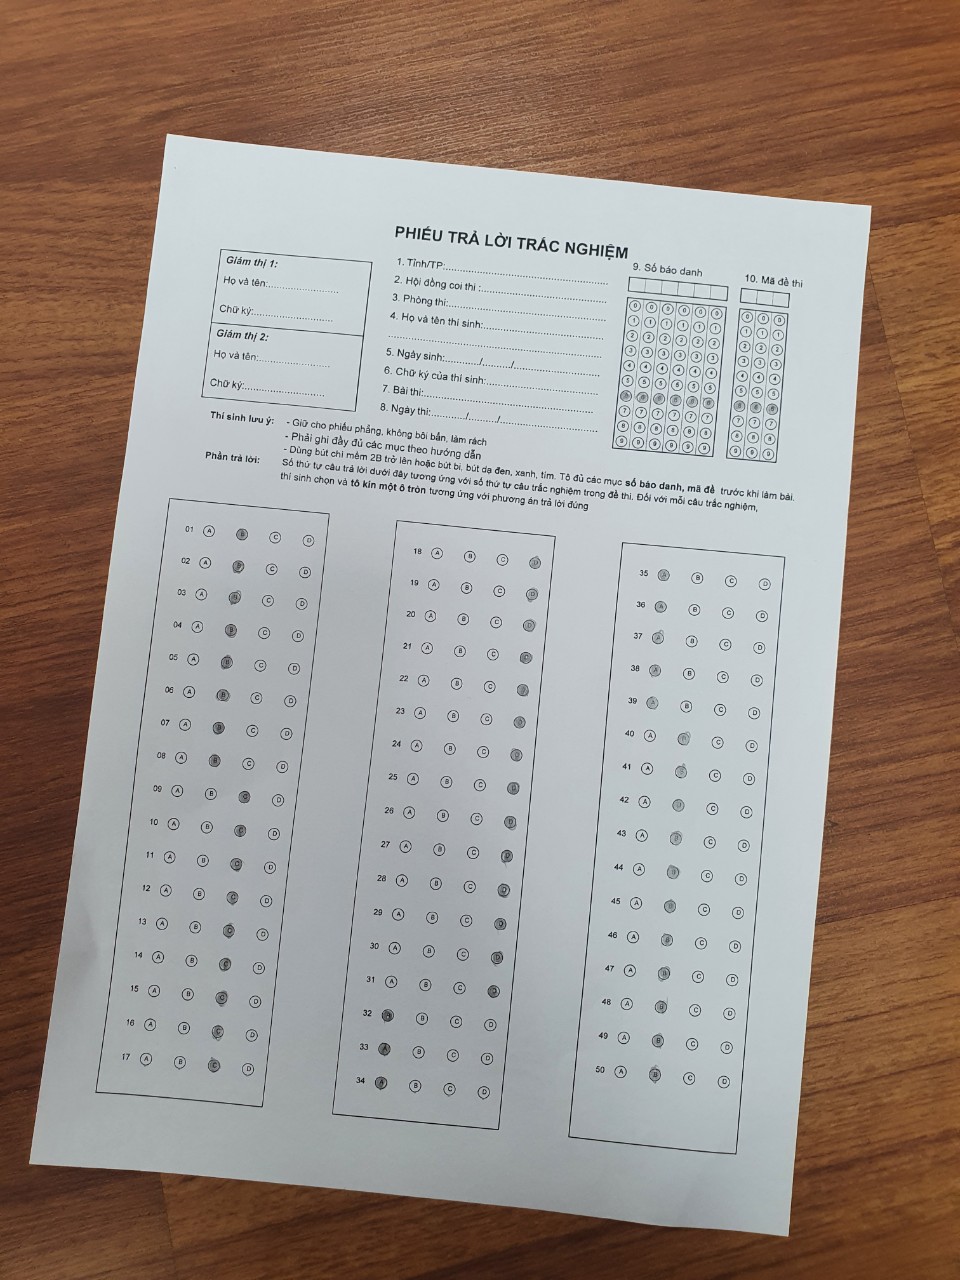 PHIẾU TRẢ LỜI TRẮC NGHIỆM
Giám thị 1:
Họ và tên:........................
Chữ ký:..........................
Giám thị 2:
Họ và tên:........................
Chữ ký:..........................
1. Tỉnh/TP:......................................................
2. Hội đồng coi thi :..........................................
3. Phòng thi:....................................................
4. Họ và tên thí sinh:........................................
.......................................................................
5. Ngày sinh:............/........../............................
6. Chữ ký của thí sinh:.....................................
7. Bài thi:.........................................................
8. Ngày thi:.........../........../.................................
9. Số báo danh
0 0 0 0 0 0
1 1 1 1 1 1
2 2 2 2 2 2
3 3 3 3 3 3
4 4 4 4 4 4
5 5 5 5 5 5
6 6 6 6 6 6
7 7 7 7 7 7
8 8 8 8 8 8
9 9 9 9 9 9
10. Mã đề thi
0 0 0
1 1 1
2 2 2
3 3 3
4 4 4
5 5 5
6 6 6
7 7 7
8 8 8
9 9 9
Thí sinh lưu ý: - Giữ cho phiếu phẳng, không bôi bẩn, làm rách
- Phải ghi đầy đủ các mục theo hướng dẫn
- Dùng bút chì mềm 2B trở lên hoặc bút bi, bút dạ đen, xanh, tím. Tô đủ các mục số báo danh, mã đề trước khi làm bài.
Phần trả lời: Số thứ tự câu trả lời dưới đây tương ứng với số thứ tự câu trắc nghiệm trong đề thi. Đối với mỗi câu trắc nghiệm,
thí sinh chọn và tô kín một ô tròn tương ứng với phương án trả lời đúng
01 A B C D
02 A B C D
03 A B C D
04 A B C D
05 A B C D
06 A B C D
07 A B C D
08 A B C D
09 A B C D
10 A B C D
11 A B C D
12 A B C D
13 A B C D
14 A B C D
15 A B C D
16 A B C D
17 A B C D
18 A B C D
19 A B C D
20 A B C D
21 A B C D
22 A B C D
23 A B C D
24 A B C D
25 A B C D
26 A B C D
27 A B C D
28 A B C D
29 A B C D
30 A B C D
31 A B C D
32 A B C D
33 A B C D
34 A B C D
35 A B C D
36 A B C D
37 A B C D
38 A B C D
39 A B C D
40 A B C D
41 A B C D
42 A B C D
43 A B C D
44 A B C D
45 A B C D
46 A B C D
47 A B C D
48 A B C D
49 A B C D
50 A B C D